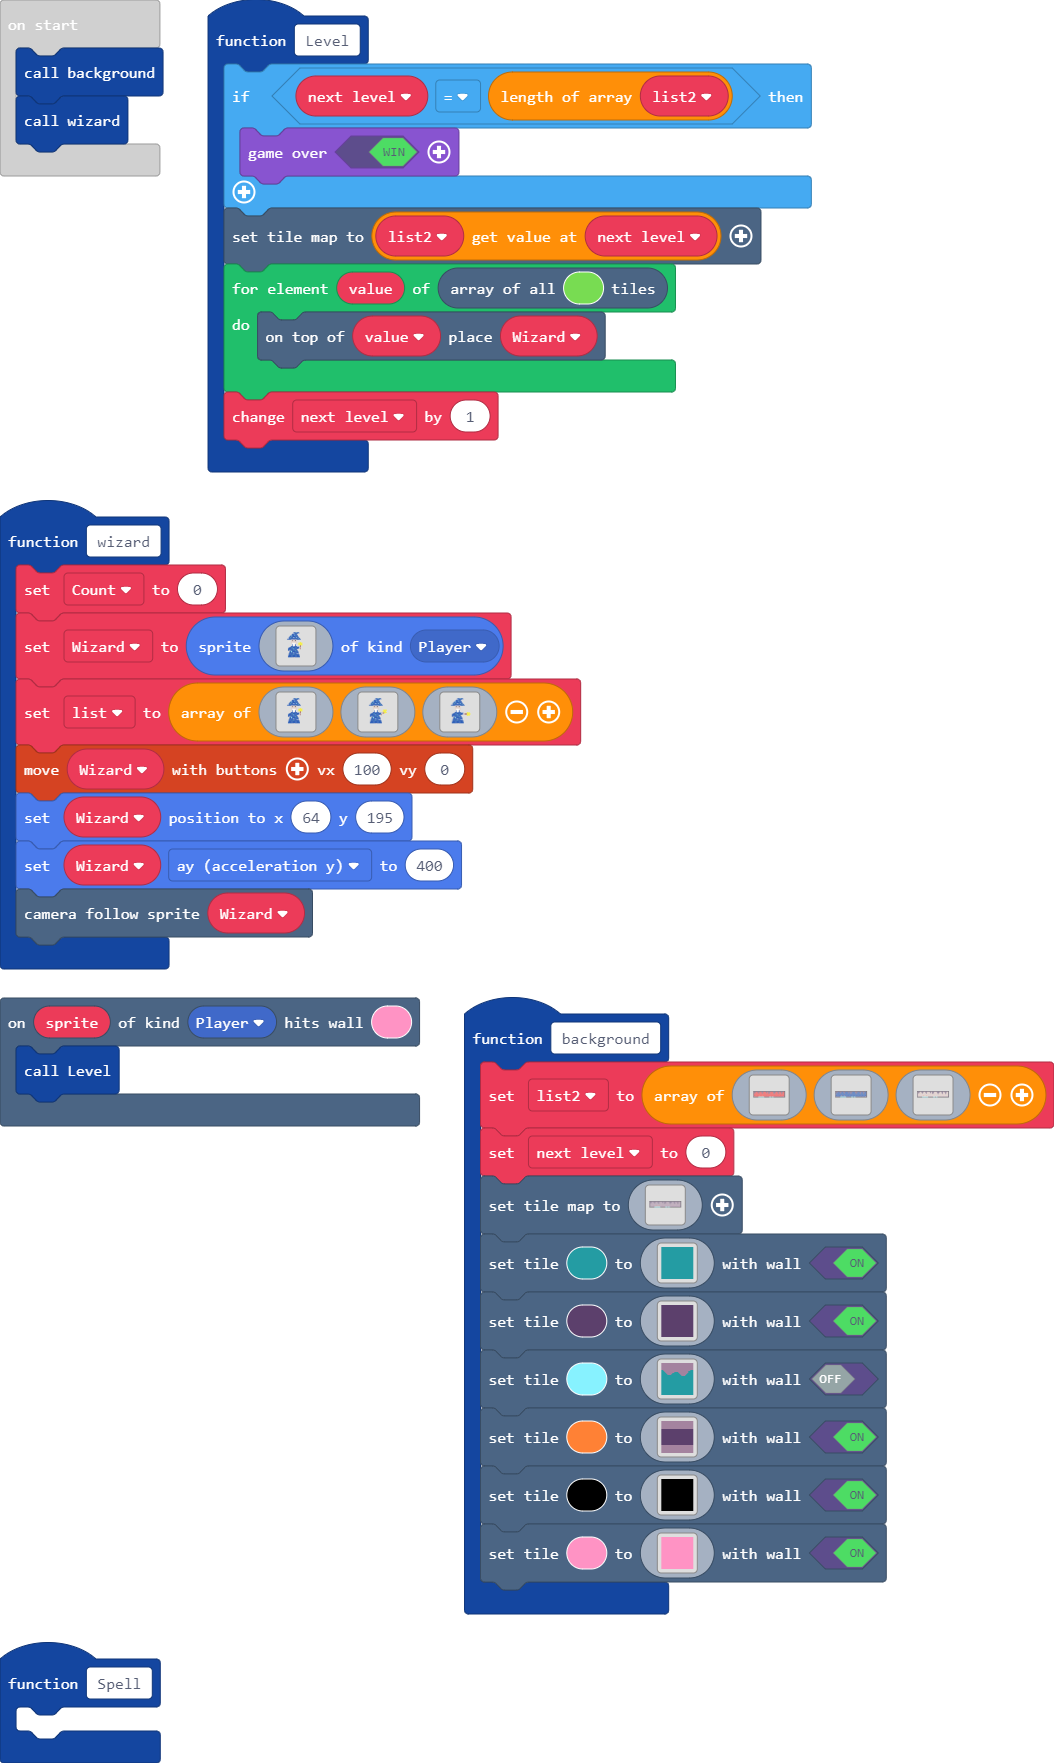 on start
call background
call wizard
function Level
if next level = length of array list2 then
game over WIN
set tile map to list2 get value at next level
for element value of array of all tiles
do on top of value place Wizard
change next level by 1
function wizard
set Count to 0
set Wizard to sprite of kind Player
set list to array of
move Wizard with buttons vx 100 vy 0
set Wizard position to x 64 y 195
set Wizard ay (acceleration y) to 400
camera follow sprite Wizard
on sprite of kind Player hits wall
call Level
function background
set list2 to array of
set next level to 0
set tile map to
set tile to with wall ON
set tile to with wall ON
set tile to with wall OFF
set tile to with wall ON
set tile to with wall ON
set tile to with wall ON
function Spell